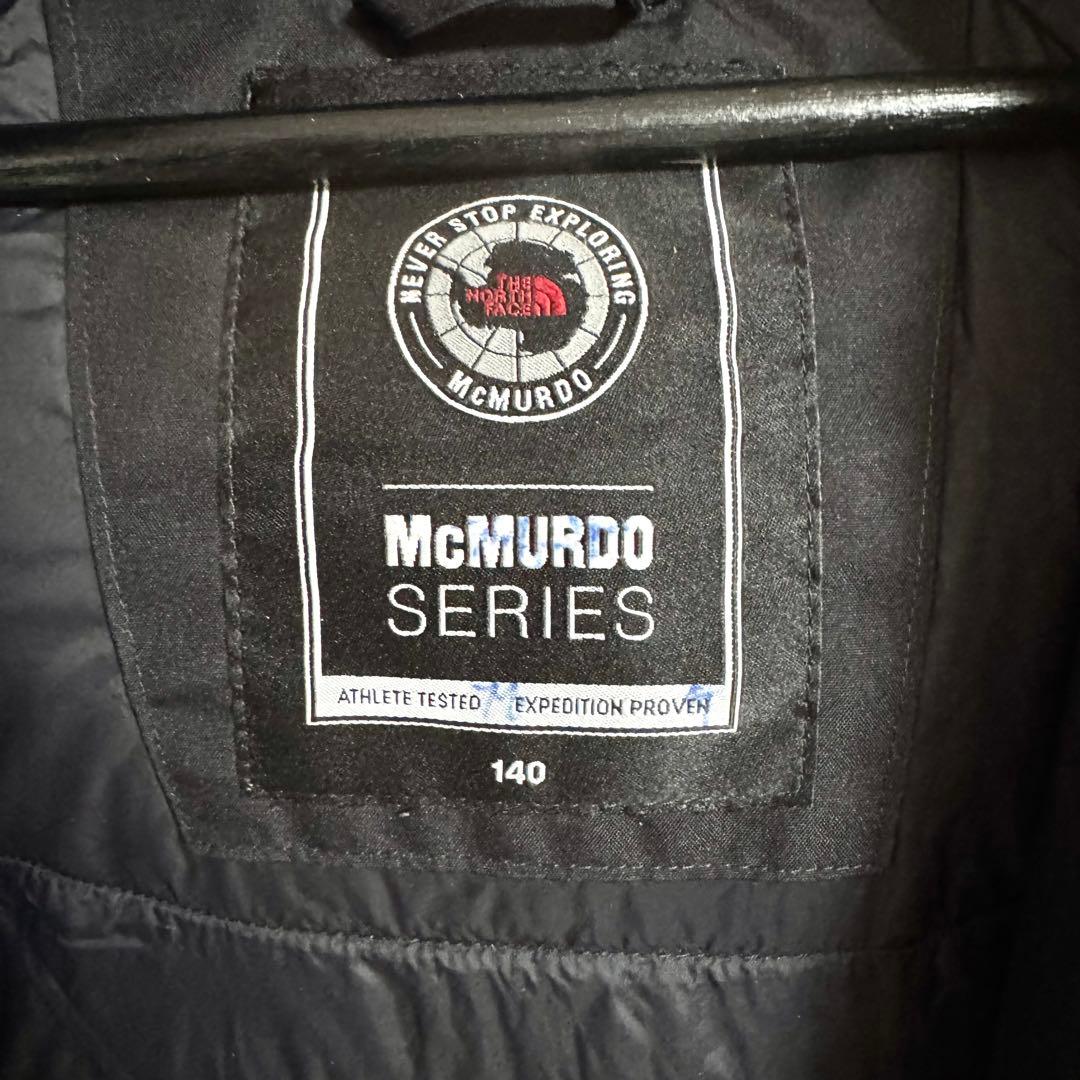 NEVER STOP EXPLORING
THE
NORTH
FACE
McMURDO
McMURDO
SERIES
ATHLETE TESTED EXPEDITION PROVEN
140